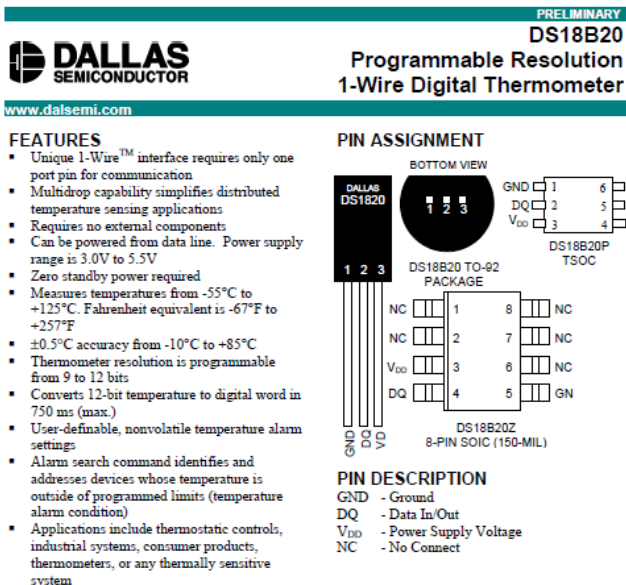 PRELIMINARY
DS18B20
Programmable Resolution
1-Wire Digital Thermometer
DALLAS
SEMICONDUCTOR
www.dalsemi.com
FEATURES
▪ Unique 1-Wire™ interface requires only one
port pin for communication
▪ Multidrop capability simplifies distributed
temperature sensing applications
▪ Requires no external components
▪ Can be powered from data line. Power supply
range is 3.0V to 5.5V
▪ Zero standby power required
▪ Measures temperatures from -55°C to
+125°C. Fahrenheit equivalent is -67°F to
+257°F
▪ ±0.5°C accuracy from -10°C to +85°C
▪ Thermometer resolution is programmable
from 9 to 12 bits
▪ Converts 12-bit temperature to digital word in
750 ms (max.)
▪ User-definable, nonvolatile temperature alarm
settings
▪ Alarm search command identifies and
addresses devices whose temperature is
outside of programmed limits (temperature
alarm condition)
▪ Applications include thermostatic controls,
industrial systems, consumer products,
thermometers, or any thermally sensitive
system
PIN ASSIGNMENT
BOTTOM VIEW
DALLAS
DS1820
1 2 3
GND
DQ
VD
1 2 3
DS18B20 TO-92
PACKAGE
GND 1 6
DQ 2 5
VDD 3 4
DS18B20P
TSOC
NC 1 8 NC
NC 2 7 NC
VDD 3 6 NC
DQ 4 5 GN
DS18B20Z
8-PIN SOIC (150-MIL)
PIN DESCRIPTION
GND - Ground
DQ - Data In/Out
VDD - Power Supply Voltage
NC - No Connect